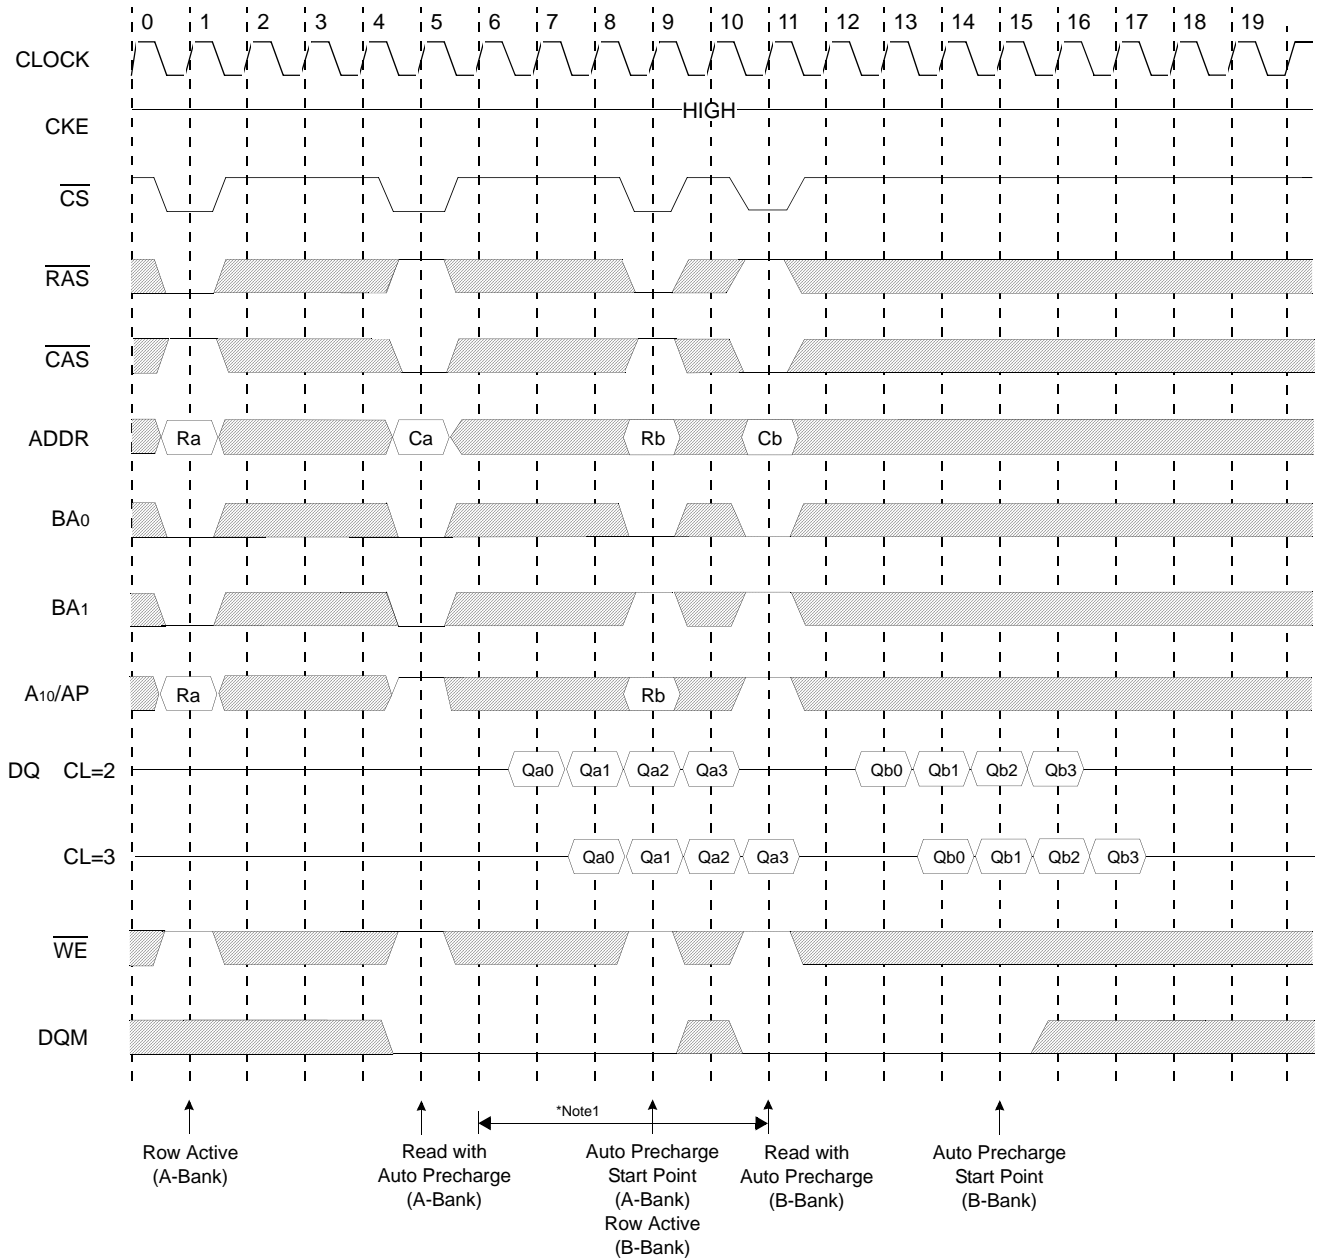 0 1 2 3 4 5 6 7 8 9 10 11 12 13 14 15 16 17 18 19
CLOCK
HIGH
CKE
CS
RAS
CAS
ADDR Ra Ca Rb Cb
BA0
BA1
A10/AP Ra Rb
DQ CL=2 Qa0 Qa1 Qa2 Qa3 Qb0 Qb1 Qb2 Qb3
CL=3 Qa0 Qa1 Qa2 Qa3 Qb0 Qb1 Qb2 Qb3
WE
DQM
*Note1
Row Active
(A-Bank)
Read with
Auto Precharge
(A-Bank)
Auto Precharge
Start Point
(A-Bank)
Row Active
(B-Bank)
Read with
Auto Precharge
(B-Bank)
Auto Precharge
Start Point
(B-Bank)